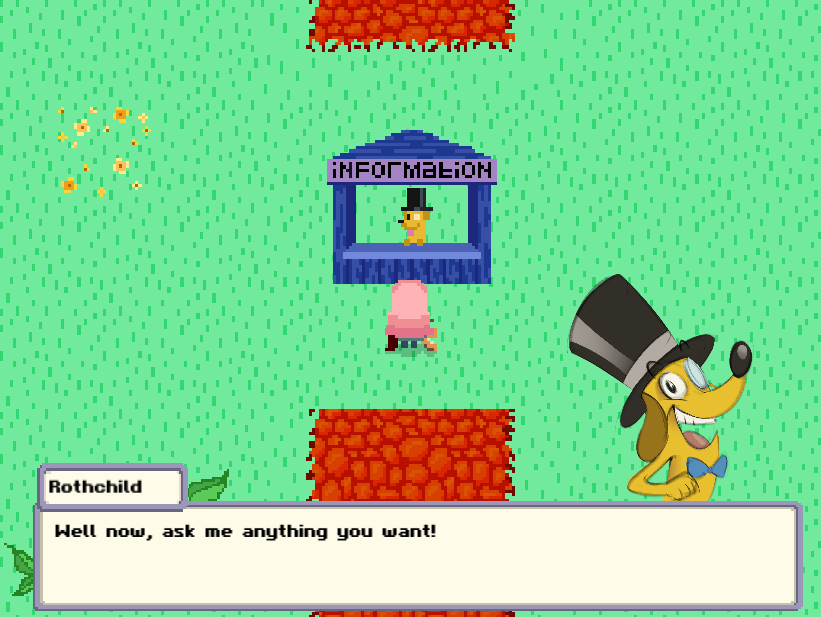 iNFOrMatiON
Rothchild
Well now, ask me anything you want!